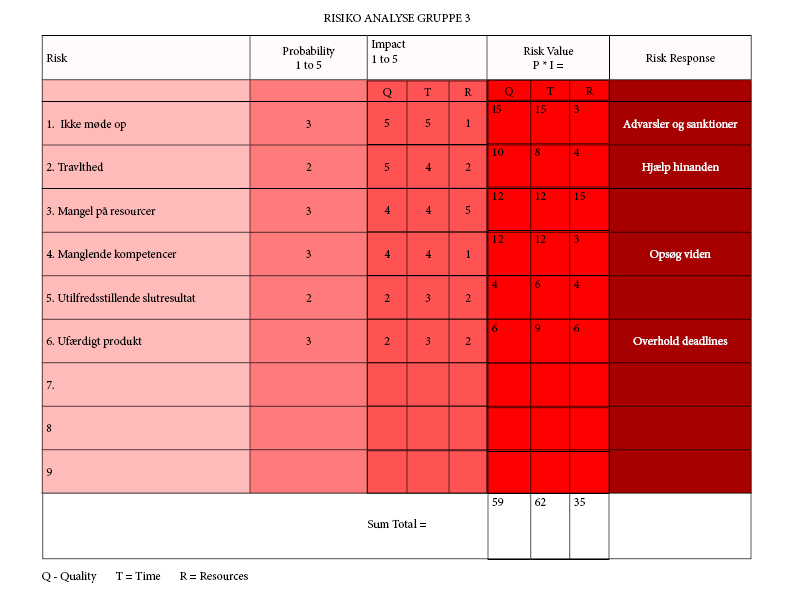 RISIKO ANALYSE GRUPPE 3
Risk Probability 1 to 5 Impact 1 to 5 Risk Value P * I = Risk Response
Q T R Q T R
1. Ikke møde op 3 5 5 1 15 15 3 Advarsler og sanktioner
2. Travlthed 2 5 4 2 10 8 4 Hjælp hinanden
3. Mangel på resourcer 3 4 4 5 12 12 15
4. Manglende kompetencer 3 4 4 1 12 12 3 Opsøg viden
5. Utilfredsstillende slutresultat 2 2 3 2 4 6 4
6. Ufærdigt produkt 3 2 3 2 6 9 6 Overhold deadlines
7.
8
9
Sum Total = 59 62 35
Q - Quality T = Time R = Resources